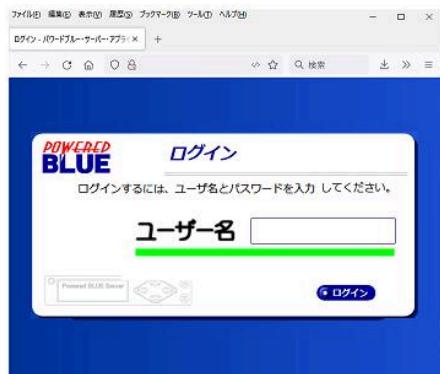 ファイル(F) 編集(E) 表示(V) 履歴(S) ブックマーク(B) ツール(T) ヘルプ(H)
ログイン - パワードブルー・サーバー・アプラ
検索
POWERED
BLUE
ログイン
ログインするには、ユーザ名とパスワードを入力 してください。
ユーザー名
Powered BLUE Server
ログイン